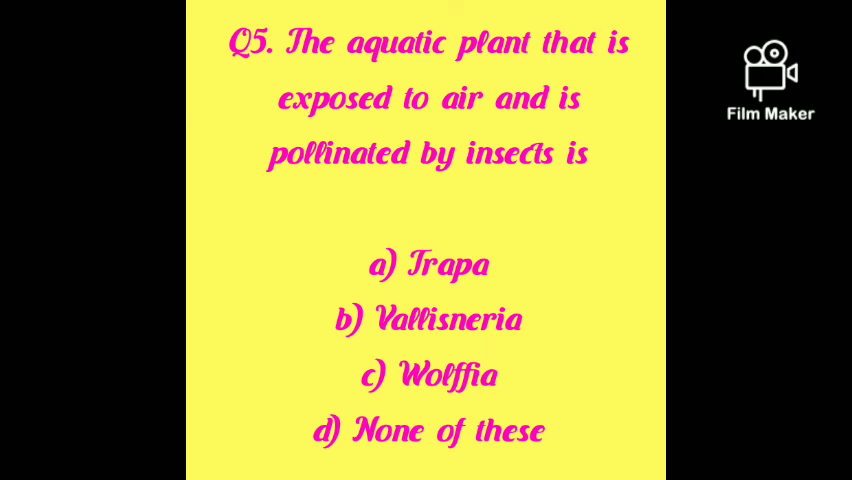 Q5. The aquatic plant that is
exposed to air and is
pollinated by insects is
a) Trapa
b) Vallisneria
c) Wolffia
d) None of these
Film Maker